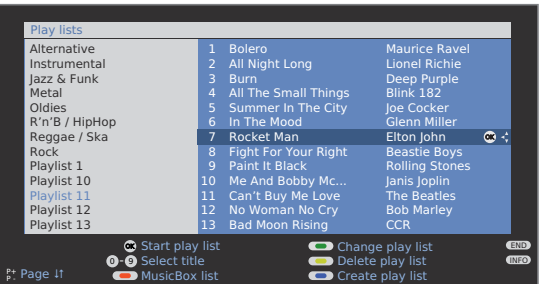 Play lists
Alternative 1 Bolero Maurice Ravel
Instrumental 2 All Night Long Lionel Richie
Jazz & Funk 3 Burn Deep Purple
Metal 4 All The Small Things Blink 182
Oldies 5 Summer In The City Joe Cocker
R'n'B / HipHop 6 In The Mood Glenn Miller
Reggae / Ska 7 Rocket Man Elton John OK
Rock 8 Fight For Your Right Beastie Boys
Playlist 1 9 Paint It Black Rolling Stones
Playlist 10 10 Me And Bobby Mc... Janis Joplin
Playlist 11 11 Can't Buy Me Love The Beatles
Playlist 12 12 No Woman No Cry Bob Marley
Playlist 13 13 Bad Moon Rising CCR
OK Start play list Change play list END
0 - 9 Select title Delete play list INFO
P+ P- Page ↓↑ MusicBox list Create play list